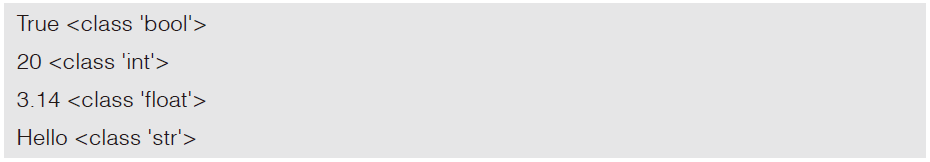 True <class 'bool'>
20 <class 'int'>
3.14 <class 'float'>
Hello <class 'str'>